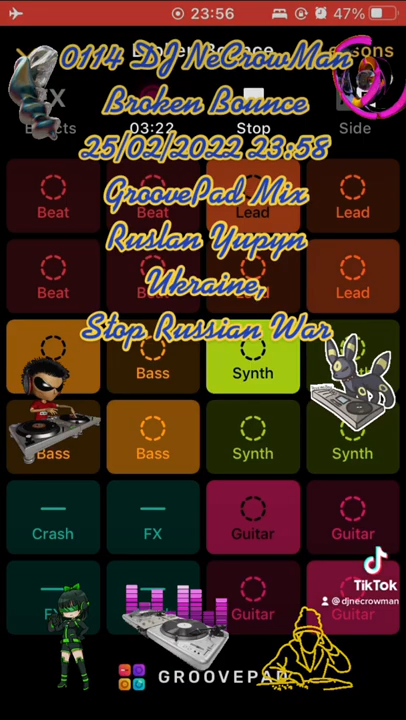 23:56
47%
0114 DJ NeCrowMan
Broken Bounce
ssons
25/02/2022 23:58
03:22
Stop
Side
GroovePad Mix
Ruslan Yupyn
Ukraine,
Stop Russian War
Beat
Beat
Lead
Lead
Beat
Lead
Bass
Synth
Bass
Bass
Synth
Synth
Crash
FX
Guitar
Guitar
Guitar
Guitar
TikTok
@djnecrowman
GROOVEPAD